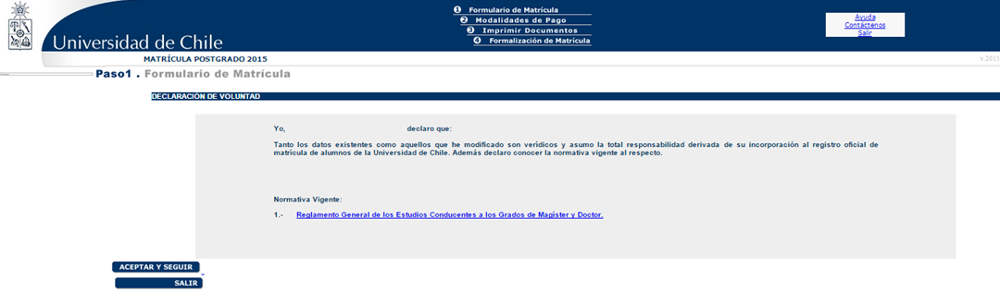 1 Formulario de Matrícula
2 Modalidades de Pago
3 Imprimir Documentos
4 Formalización de Matrícula
Ayuda
Contáctenos
Salir
Universidad de Chile
MATRÍCULA POSTGRADO 2015
v.2015
Paso1 . Formulario de Matrícula
DECLARACIÓN DE VOLUNTAD
Yo, declaro que:
Tanto los datos existentes como aquellos que he modificado son verídicos y asumo la total responsabilidad derivada de su incorporación al registro oficial de
matrícula de alumnos de la Universidad de Chile. Además declaro conocer la normativa vigente al respecto.
Normativa Vigente:
1.- Reglamento General de los Estudios Conducentes a los Grados de Magister y Doctor.
ACEPTAR Y SEGUIR
SALIR